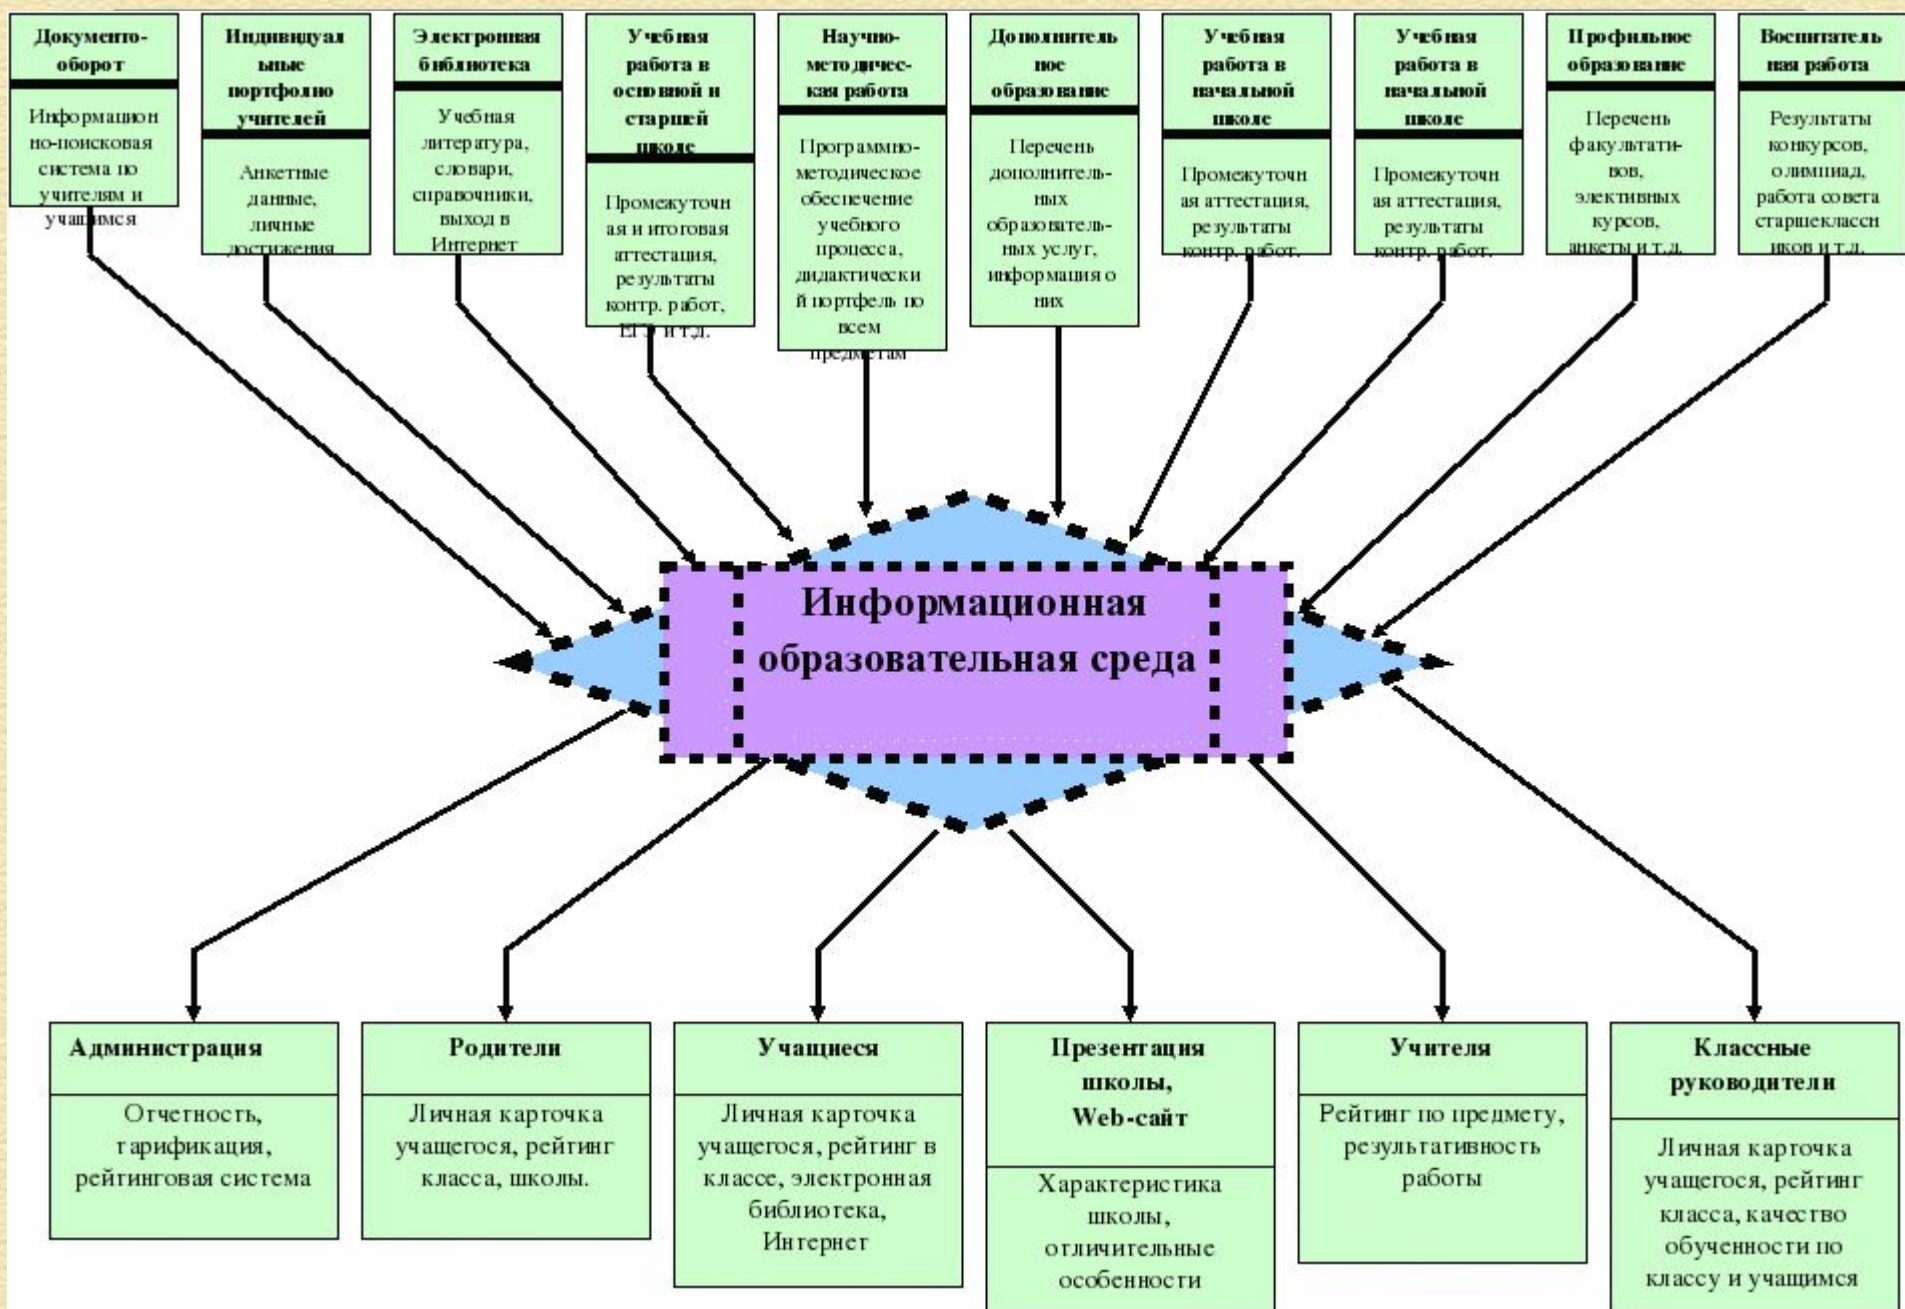 Документо-
оборот
Информацион
но-поисковая
система по
учителям и
учащимся
Индивидуал
ьные
портфолио
учителей
Анкетные
данные,
личные
достижения
Электронная
библиотека
Учебная
литература,
словари,
справочники,
выход в
Интернет
Учебная
работа в
основной и
старшей
школе
Промежуточн
ая и итоговая
аттестация,
результаты
контр. работ,
ЕГЭ и т.д.
Научно-
методичес-
кая работа
Программно-
методическое
обеспечение
учебного
процесса,
дидактически
й портфель по
всем
предметам
Дополнитель
ное
образование
Перечень
дополнитель-
ных
образователь-
ных услуг,
информация о
них
Учебная
работа в
начальной
школе
Промежуточн
ая аттестация,
результаты
контр. работ.
Учебная
работа в
начальной
школе
Промежуточн
ая аттестация,
результаты
контр. работ.
Профильное
образование
Перечень
факультати-
вов,
элективных
курсов,
анкеты и т.д.
Воспитатель
ная работа
Результаты
конкурсов,
олимпиад,
работа совета
старшеклассн
иков и т.д.
Информационная
образовательная среда
Администрация
Отчетность,
тарификация,
рейтинговая система
Родители
Личная карточка
учащегося, рейтинг
класса, школы.
Учащиеся
Личная карточка
учащегося, рейтинг в
классе, электронная
библиотека,
Интернет
Презентация
школы,
Web-сайт
Характеристика
школы,
отличительные
особенности
Учителя
Рейтинг по предмету,
результативность
работы
Классные
руководители
Личная карточка
учащегося, рейтинг
класса, качество
обученности по
классу и учащимся